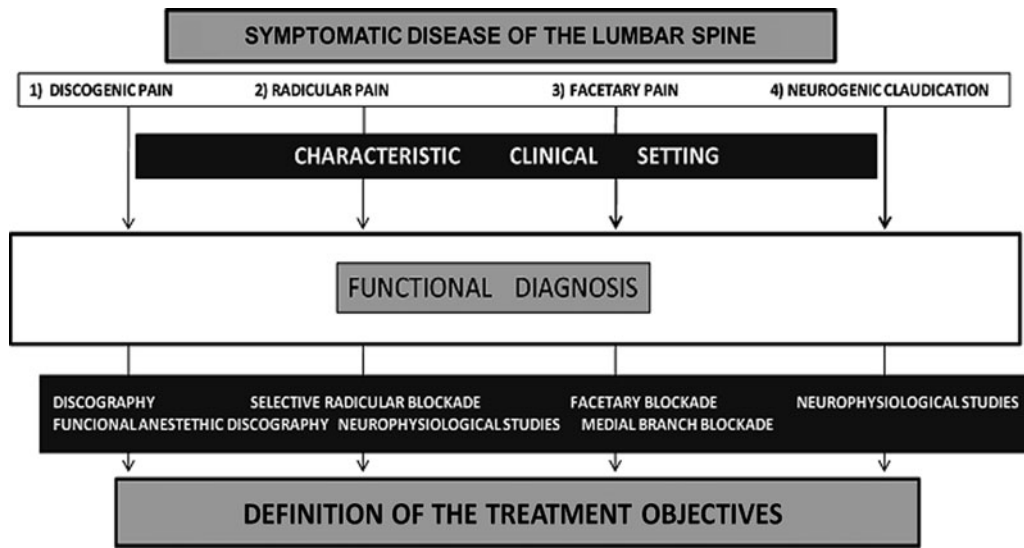 SYMPTOMATIC DISEASE OF THE LUMBAR SPINE
1) DISCOGENIC PAIN 2) RADICULAR PAIN 3) FACETARY PAIN 4) NEUROGENIC CLAUDICATION
CHARACTERISTIC CLINICAL SETTING
FUNCTIONAL DIAGNOSIS
DISCOGRAPHY SELECTIVE RADICULAR BLOCKADE FACETARY BLOCKADE NEUROPHYSIOLOGICAL STUDIES
FUNCIONAL ANESTETHIC DISCOGRAPHY NEUROPHYSIOLOGICAL STUDIES MEDIAL BRANCH BLOCKADE
DEFINITION OF THE TREATMENT OBJECTIVES